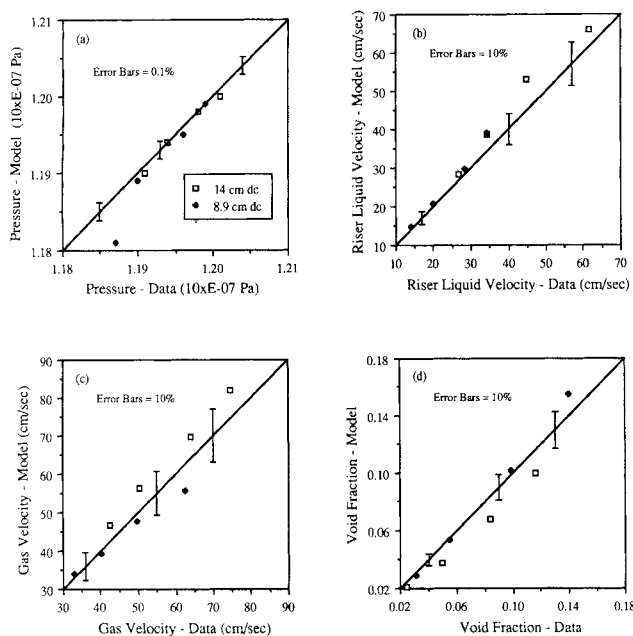 1.21
(a)
Error Bars = 0.1%
1.20
Pressure - Model (10xE-07 Pa)
1.19
14 cm dc
8.9 cm dc
1.18
1.18 1.19 1.20 1.21
Pressure - Data (10xE-07 Pa)
70
(b)
60
Error Bars = 10%
50
Riser Liquid Velocity - Model (cm/sec)
40
30
20
10
10 20 30 40 50 60 70
Riser Liquid Velocity - Data (cm/sec)
90
(c)
80
Error Bars = 10%
70
Gas Velocity - Model (cm/sec)
60
50
40
30
30 40 50 60 70 80 90
Gas Velocity - Data (cm/sec)
0.18
(d)
Error Bars = 10%
0.14
Void Fraction - Model
0.10
0.06
0.02
0.02 0.06 0.10 0.14 0.18
Void Fraction - Data